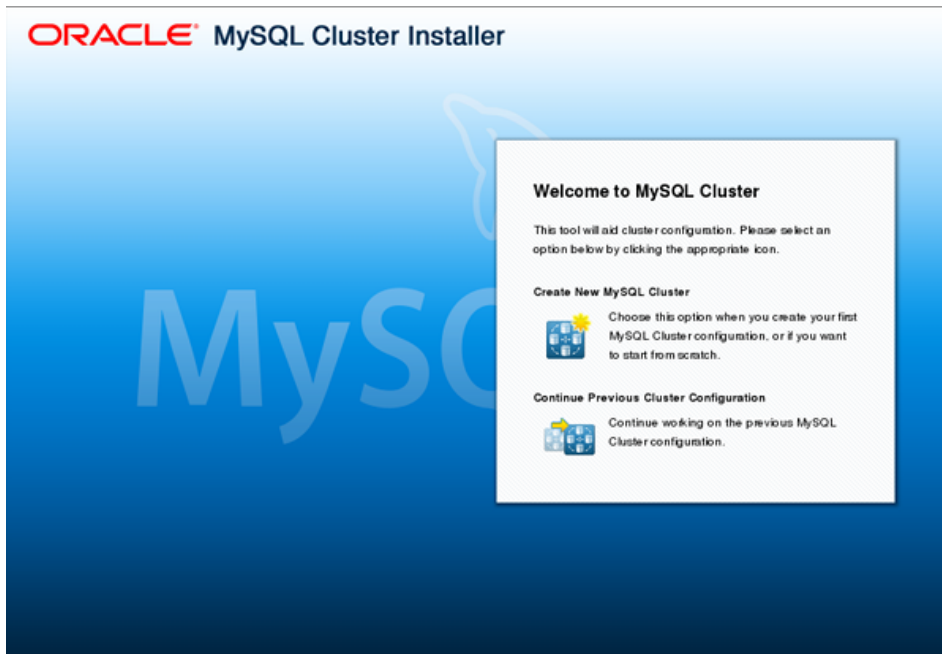 ORACLE® MySQL Cluster Installer
MySQ
Welcome to MySQL Cluster
This tool will aid cluster configuration. Please select an
option below by clicking the appropriate icon.
Create New MySQL Cluster
Choose this option when you create your first
MySQL Cluster configuration, or if you want
to start from scratch.
Continue Previous Cluster Configuration
Continue working on the previous MySQL
Cluster configuration.